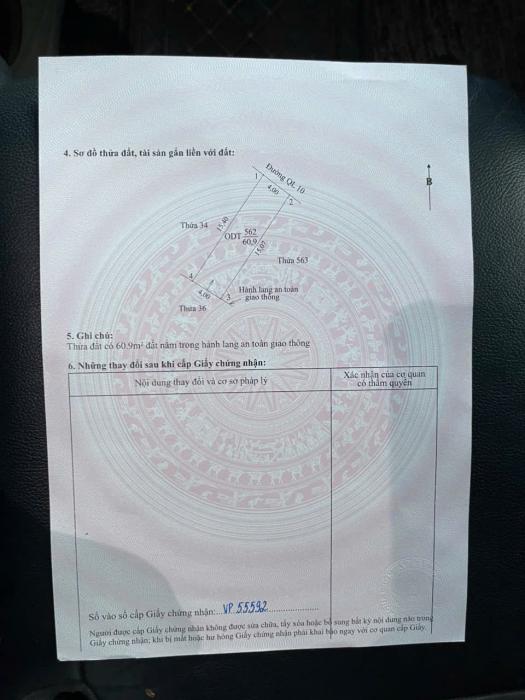 4. Sơ đồ thửa đất, tài sản gắn liền với đất:
Đường QL 10
B
1
4.00
2
Thửa 34
15.40
ODT 562
60.9
15.07
Thửa 563
4
4.00
3
Hành lang an toàn
giao thông
Thửa 36
5. Ghi chú:
Thửa đất có 60.9m² đất nằm trong hành lang an toàn giao thông
6. Những thay đổi sau khi cấp Giấy chứng nhận:
Nội dung thay đổi và cơ sở pháp lý
Xác nhận của cơ quan
có thẩm quyền
Số vào sổ cấp Giấy chứng nhận:...VP 55592...
Người được cấp Giấy chứng nhận không được sửa chữa, tẩy xóa hoặc bổ sung bất kỳ nội dung nào trong
Giấy chứng nhận; khi bị mất hoặc hư hỏng Giấy chứng nhận phải khai báo ngay với cơ quan cấp Giấy.